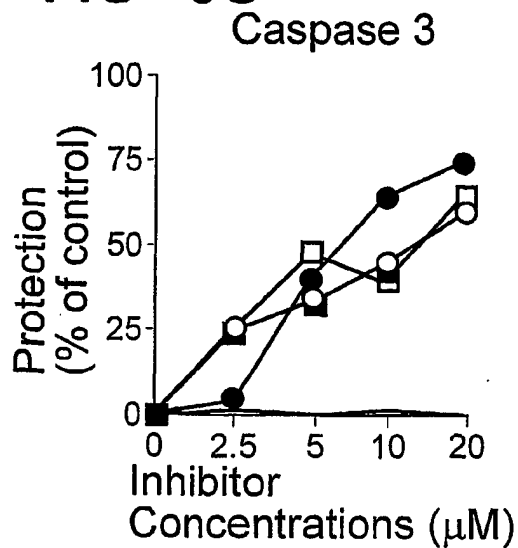 Caspase 3
100
75
50
25
0
Protection
(% of control)
0 2.5 5 10 20
Inhibitor
Concentrations (μM)